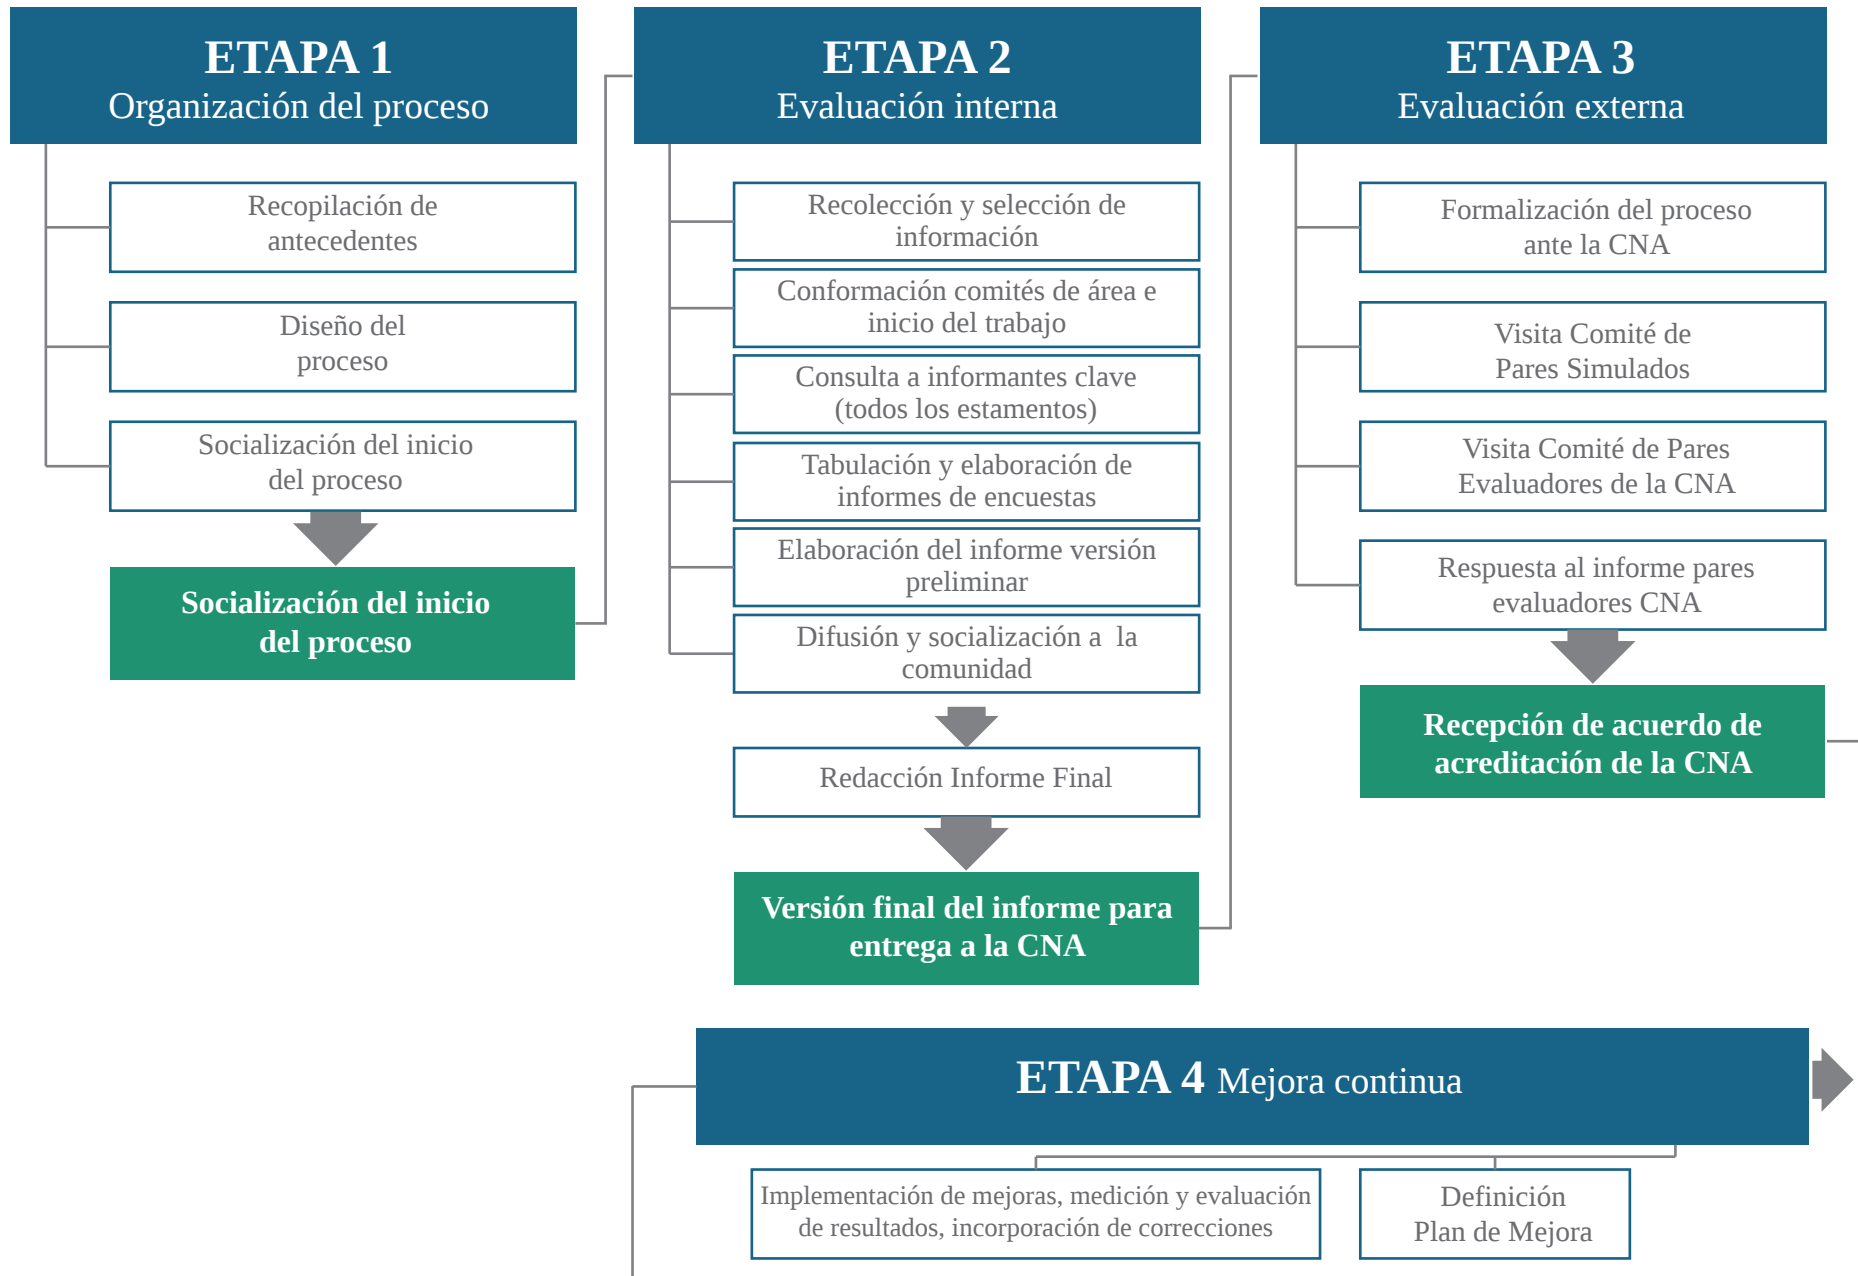 ETAPA 1
Organización del proceso
Recopilación de
antecedentes
Diseño del
proceso
Socialización del inicio
del proceso
Socialización del inicio
del proceso
ETAPA 2
Evaluación interna
Recolección y selección de
información
Conformación comités de área e
inicio del trabajo
Consulta a informantes clave
(todos los estamentos)
Tabulación y elaboración de
informes de encuestas
Elaboración del informe versión
preliminar
Difusión y socialización a  la
comunidad
Redacción Informe Final
Versión final del informe para
entrega a la CNA
ETAPA 3
Evaluación externa
Formalización del proceso
ante la CNA
Visita Comité de
Pares Simulados
Visita Comité de Pares
Evaluadores de la CNA
Respuesta al informe pares
evaluadores CNA
Recepción de acuerdo de
acreditación de la CNA
ETAPA 4 Mejora continua
Implementación de mejoras, medición y evaluación
de resultados, incorporación de correcciones
Definición
Plan de Mejora